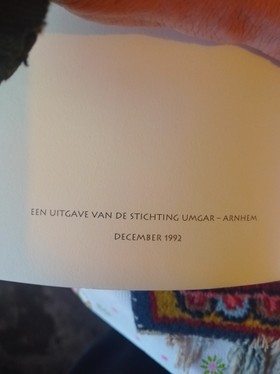 EEN UITGAVE VAN DE STICHTING UMGAR – ARNHEM
DECEMBER 1992